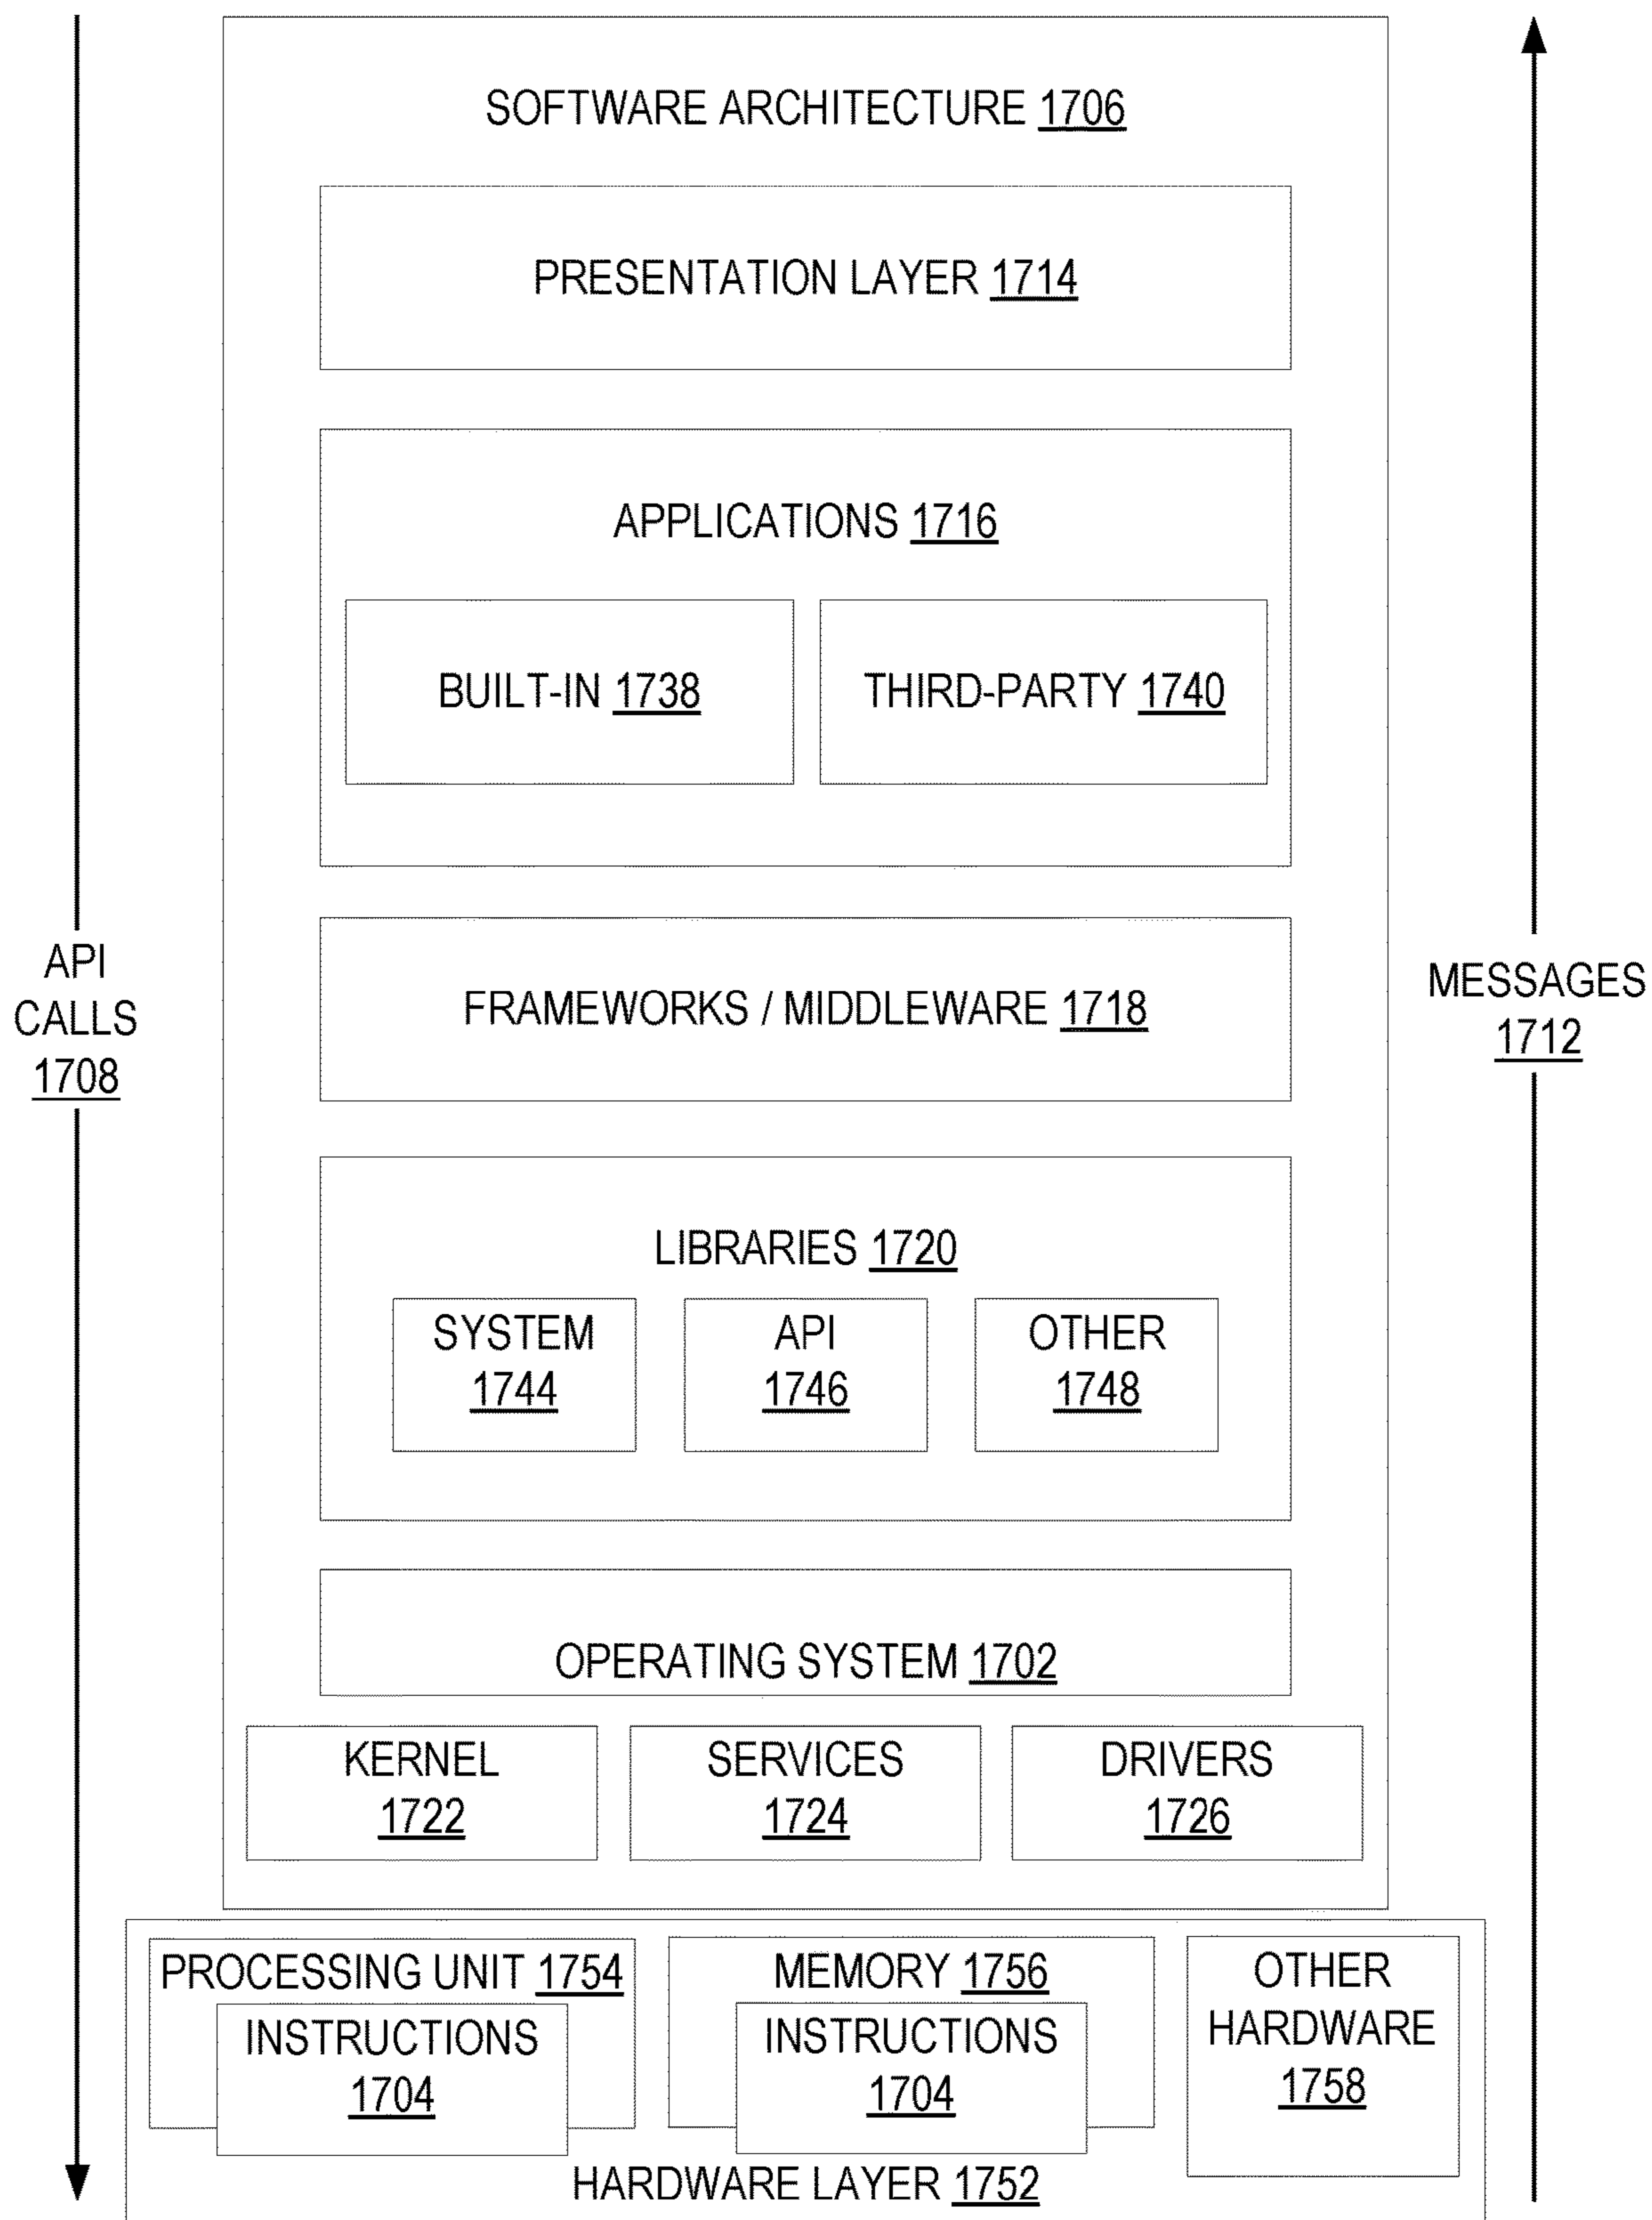 SOFTWARE ARCHITECTURE 1706
PRESENTATION LAYER 1714
APPLICATIONS 1716
BUILT-IN 1738
THIRD-PARTY 1740
API
CALLS
1708
FRAMEWORKS / MIDDLEWARE 1718
MESSAGES
1712
LIBRARIES 1720
SYSTEM
1744
API
1746
OTHER
1748
OPERATING SYSTEM 1702
KERNEL
1722
SERVICES
1724
DRIVERS
1726
PROCESSING UNIT 1754
INSTRUCTIONS
1704
MEMORY 1756
INSTRUCTIONS
1704
OTHER
HARDWARE
1758
HARDWARE LAYER 1752